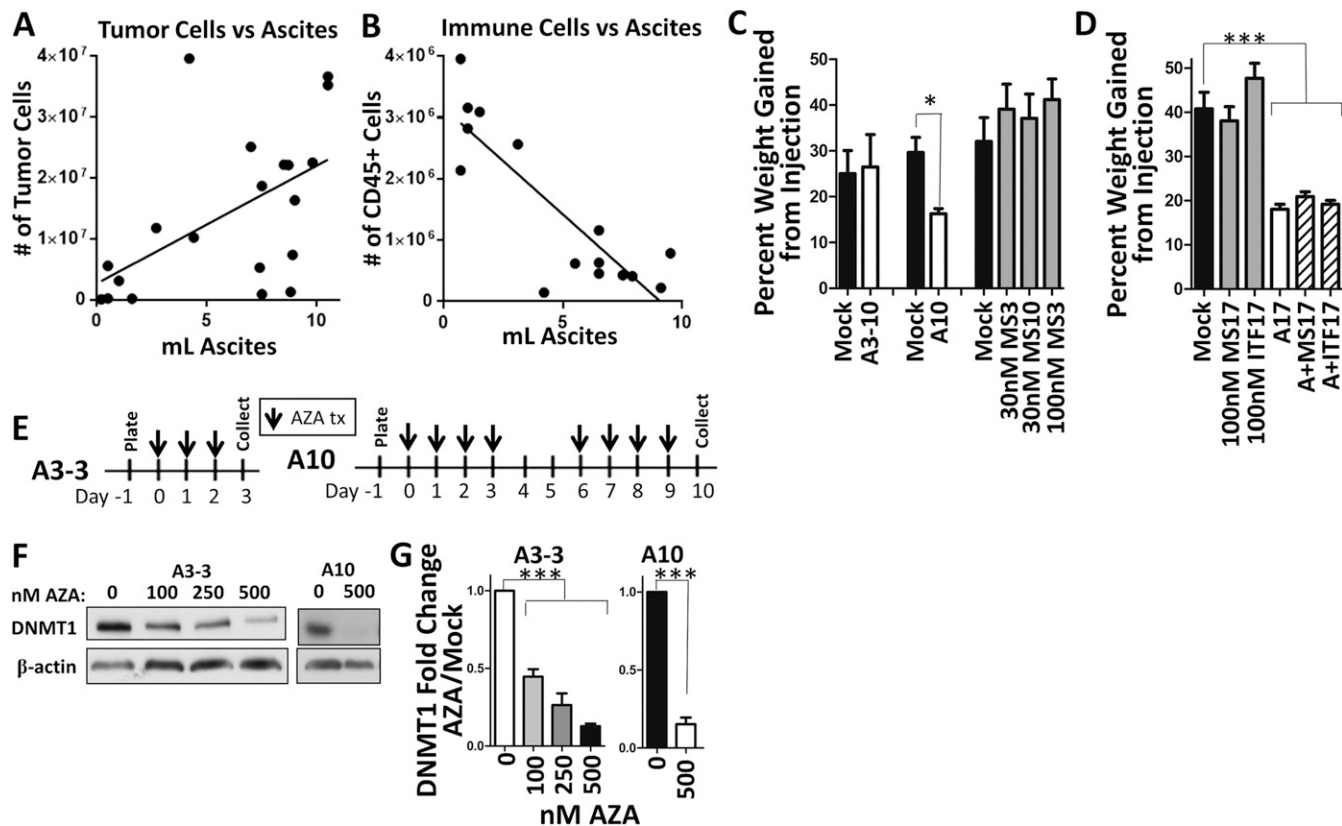 A
Tumor Cells vs Ascites
# of Tumor Cells
4×10⁷
3×10⁷
2×10⁷
1×10⁷
0
0
5
10
mL Ascites
B
Immune Cells vs Ascites
# of CD45+ Cells
4×10⁶
3×10⁶
2×10⁶
1×10⁶
0
0
5
10
mL Ascites
C
Percent Weight Gained
from Injection
50
40
30
20
10
0
*
Mock
A3-10
Mock
A10
Mock
30nM MS3
30nM MS10
100nM MS3
D
Percent Weight Gained
from Injection
50
40
30
20
10
0
***
Mock
100nM MS17
100nM ITF17
A17
A+MS17
A+ITF17
E
AZA tx
A3-3
Plate
Collect
Day -1 0 1 2 3
A10
Plate
Collect
Day -1 0 1 2 3 4 5 6 7 8 9 10
F
A3-3
A10
nM AZA: 0 100 250 500 0 500
DNMT1
β-actin
G
DNMT1 Fold Change
AZA/Mock
A3-3
***
1.0
0.5
0.0
0
100
250
500
A10
***
1.0
0.5
0.0
0
500
nM AZA